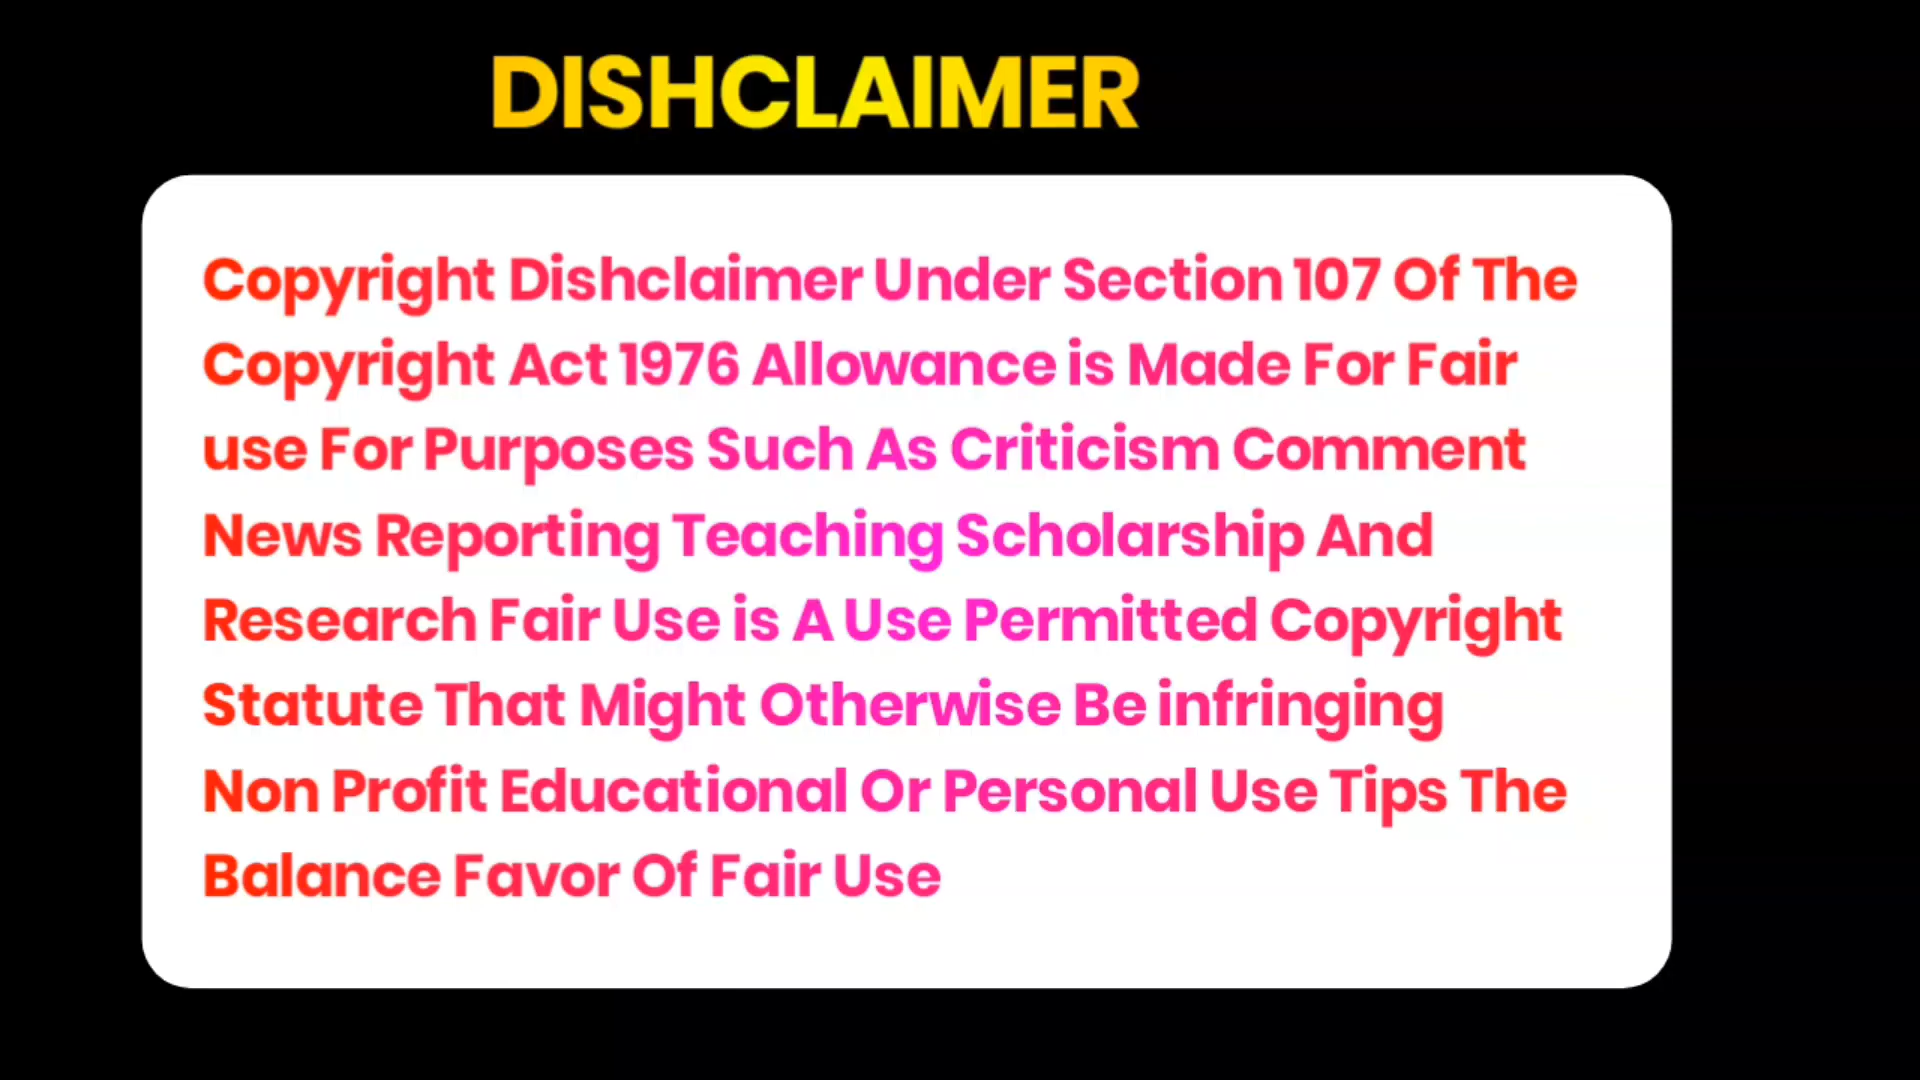 DISHCLAIMER
Copyright Dishclaimer Under Section 107 Of The
Copyright Act 1976 Allowance is Made For Fair
use For Purposes Such As Criticism Comment
News Reporting Teaching Scholarship And
Research Fair Use is A Use Permitted Copyright
Statute That Might Otherwise Be infringing
Non Profit Educational Or Personal Use Tips The
Balance Favor Of Fair Use